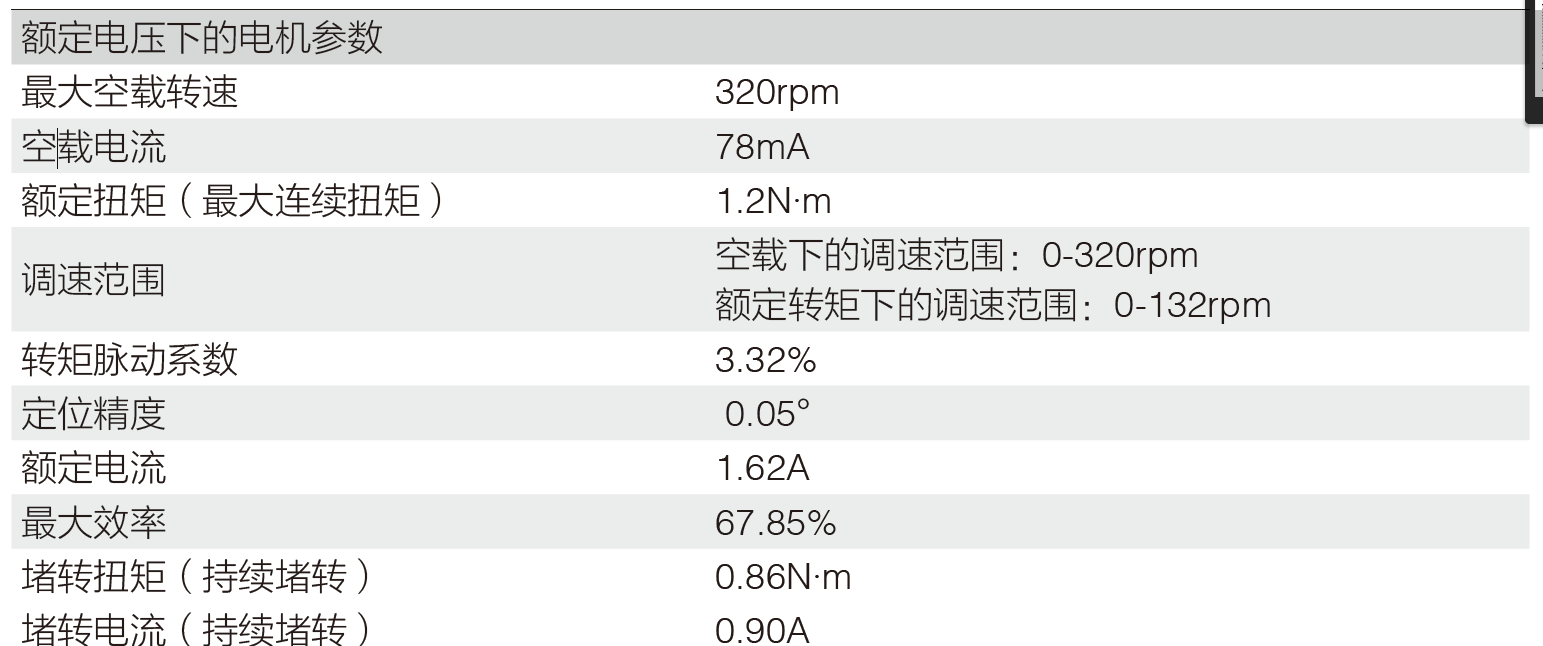 额定电压下的电机参数
最大空载转速 320rpm
空载电流 78mA
额定扭矩（最大连续扭矩） 1.2N·m
调速范围 空载下的调速范围：0-320rpm
额定转矩下的调速范围：0-132rpm
转矩脉动系数 3.32%
定位精度 0.05°
额定电流 1.62A
最大效率 67.85%
堵转扭矩（持续堵转） 0.86N·m
堵转电流（持续堵转） 0.90A